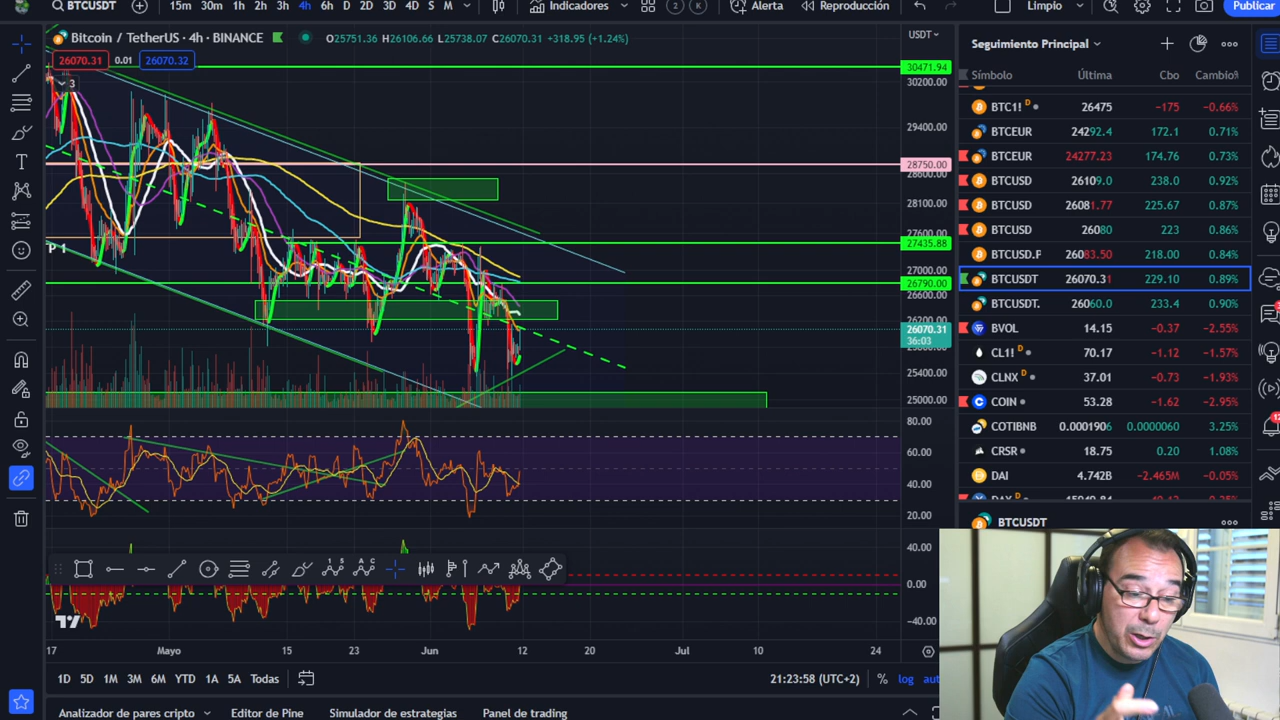 BTCUSDT 15m 30m 1h 2h 3h 4h 6h D 2D 3D 4D S M Indicadores 2 K Alerta Reproducción Limpio Publicar
Bitcoin / TetherUS · 4h · BINANCE O25751.36 H26106.66 L25738.07 C26070.31 +318.95 (+1.24%) USDT
26070.31 0.01 26070.32
3
30471.94
30200.00
29400.00
28750.00
28600.00
28100.00
27600.00
27435.88
27000.00
26790.00
26600.00
26070.31
36:03
25400.00
25000.00
P 1
80.00
60.00
40.00
20.00
40.00
0.00
−40.00
17 Mayo 15 23 Jun 12 20 Jul 10 24
1D 5D 1M 3M 6M YTD 1A 5A Todas 21:23:58 (UTC+2) % log
Analizador de pares cripto Editor de Pine Simulador de estrategias Panel de trading
Seguimiento Principal
Símbolo Última Cbo Cambio%
BTC1! D 26475 −175 −0.66%
BTCEUR 24292.4 172.1 0.71%
BTCEUR 24277.23 174.76 0.73%
BTCUSD 26109.0 238.0 0.92%
BTCUSD 26081.77 225.67 0.87%
BTCUSD 26080 223 0.86%
BTCUSD.F 26083.50 218.00 0.84%
BTCUSDT 26070.31 229.10 0.89%
BTCUSDT. 26060.0 233.4 0.90%
BVOL 14.15 −0.37 −2.55%
CL1! D 70.17 −1.12 −1.57%
CLNX D 37.01 −0.73 −1.93%
COIN 53.28 −1.62 −2.95%
COTIBNB 0.0001906 0.0000060 3.25%
CRSR 18.75 0.20 1.08%
DAI 4.742B −2.465M −0.05%
BTCUSDT